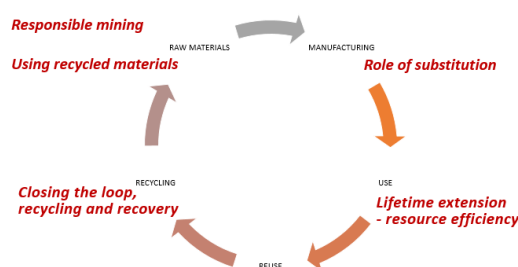 Responsible mining
RAW MATERIALS
MANUFACTURING
Using recycled materials
Role of substitution
RECYCLING
USE
Closing the loop,
recycling and recovery
Lifetime extension
- resource efficiency
REUSE